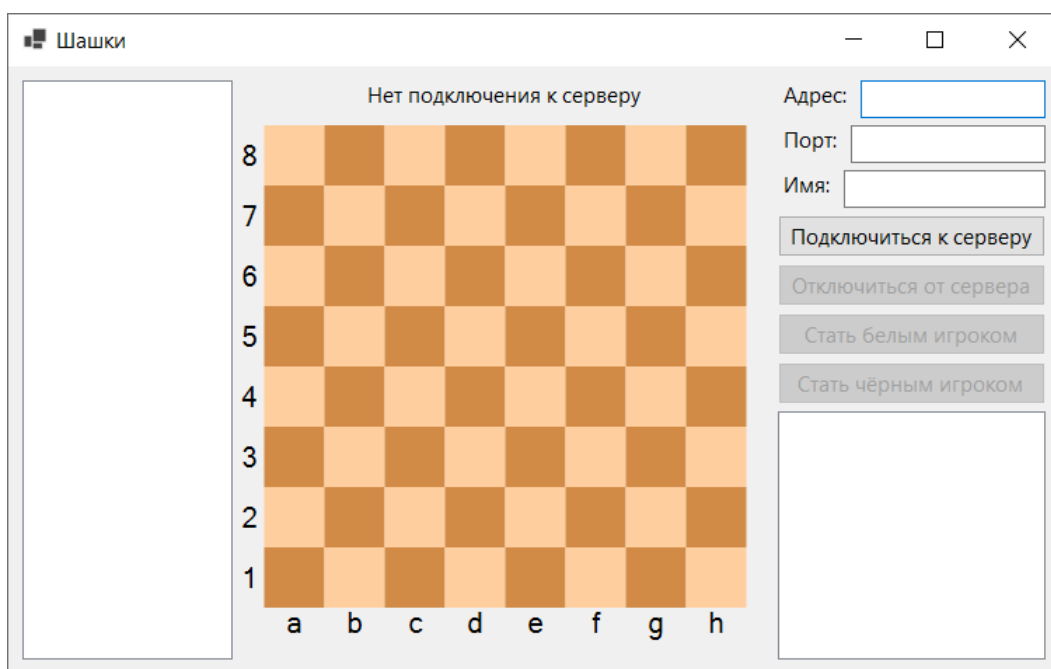 Шашки
Нет подключения к серверу
8
7
6
5
4
3
2
1
a b c d e f g h
Адрес:
Порт:
Имя:
Подключиться к серверу
Отключиться от сервера
Стать белым игроком
Стать чёрным игроком